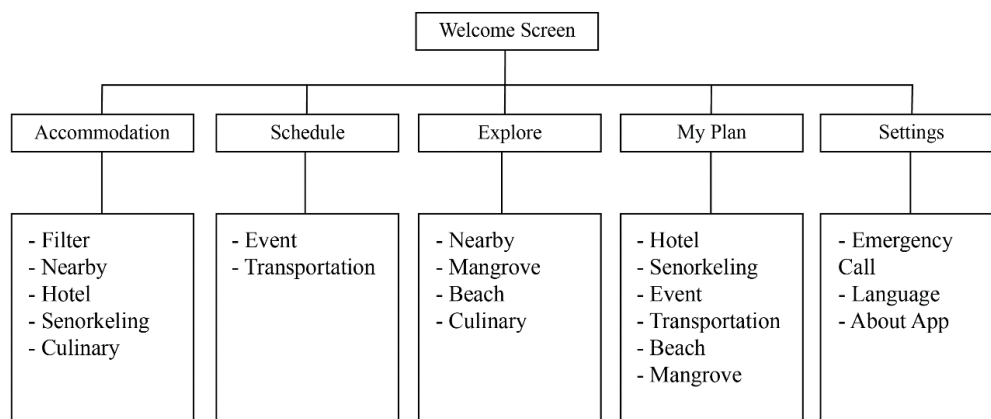 Welcome Screen
Accommodation
Schedule
Explore
My Plan
Settings
- Filter
- Nearby
- Hotel
- Senorkeling
- Culinary
- Event
- Transportation
- Nearby
- Mangrove
- Beach
- Culinary
- Hotel
- Senorkeling
- Event
- Transportation
- Beach
- Mangrove
- Emergency
Call
- Language
- About App